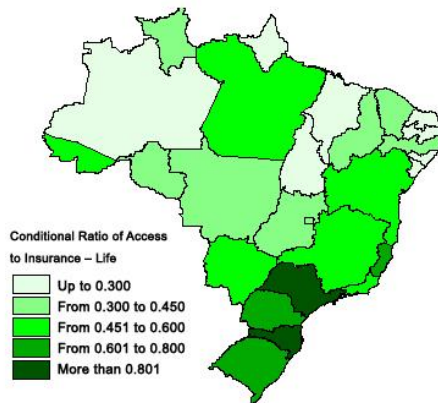 Conditional Ratio of Access
to Insurance – Life
Up to 0.300
From 0.300 to 0.450
From 0.451 to 0.600
From 0.601 to 0.800
More than 0.801